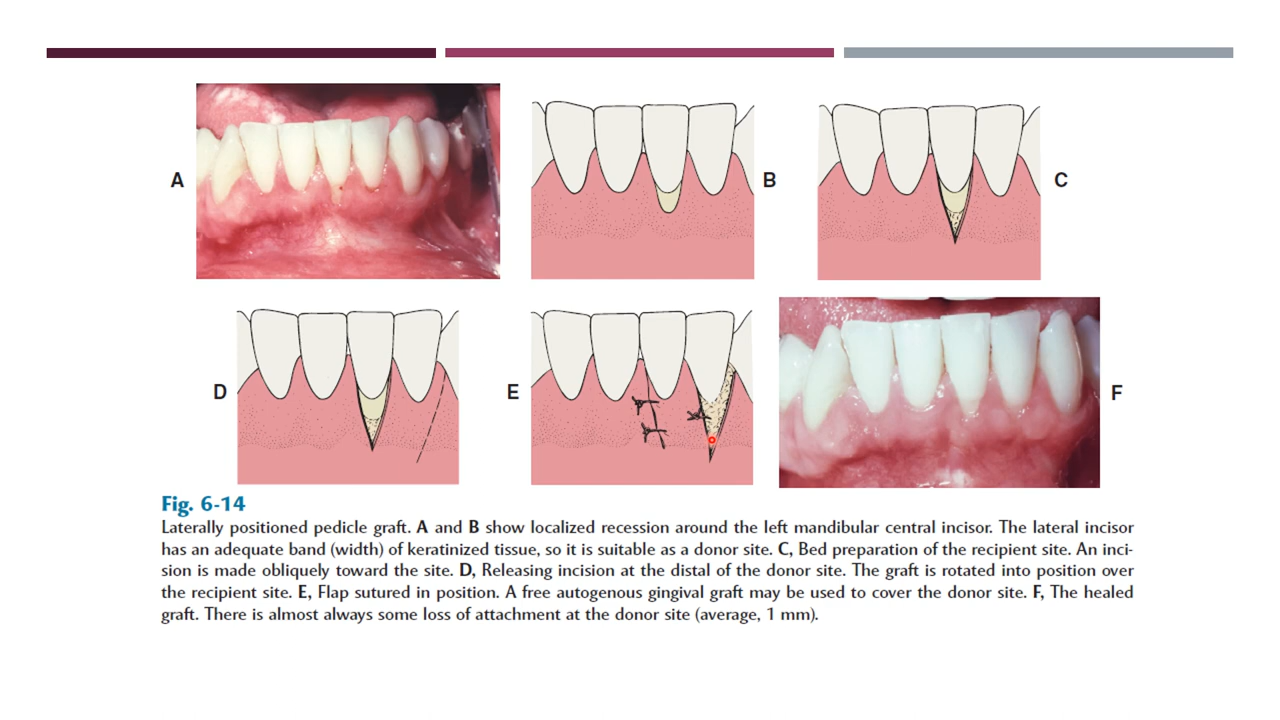 A
B
C
D
E
F
Fig. 6-14
Laterally positioned pedicle graft. A and B show localized recession around the left mandibular central incisor. The lateral incisor
has an adequate band (width) of keratinized tissue, so it is suitable as a donor site. C, Bed preparation of the recipient site. An inci-
sion is made obliquely toward the site. D, Releasing incision at the distal of the donor site. The graft is rotated into position over
the recipient site. E, Flap sutured in position. A free autogenous gingival graft may be used to cover the donor site. F, The healed
graft. There is almost always some loss of attachment at the donor site (average, 1 mm).